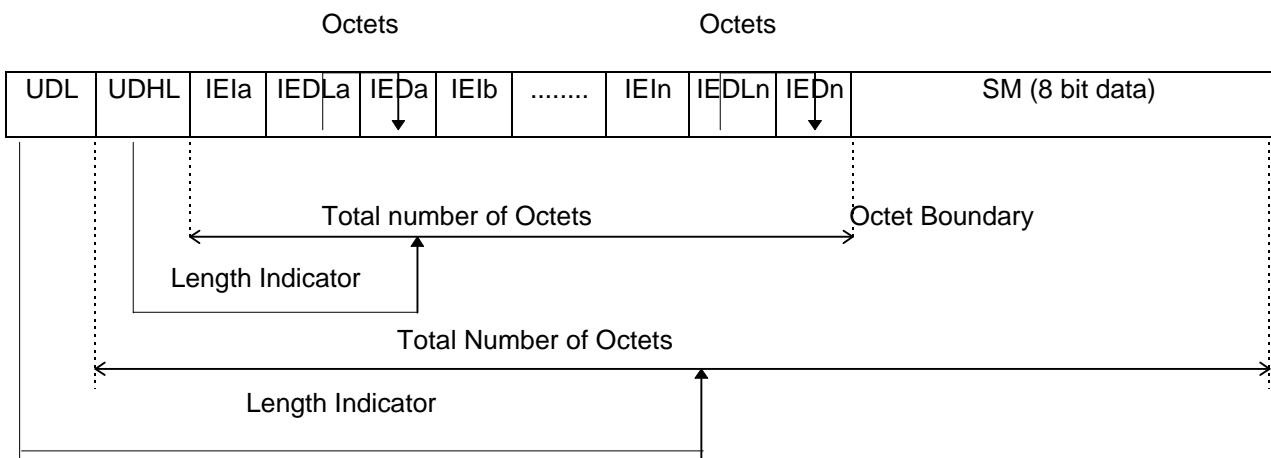 Octets Octets
UDL UDHL IEIa IEDLa IEDa IEIb ........ IEIn IEDLn IEDn SM (8 bit data)
Total number of Octets Octet Boundary
Length Indicator
Total Number of Octets
Length Indicator